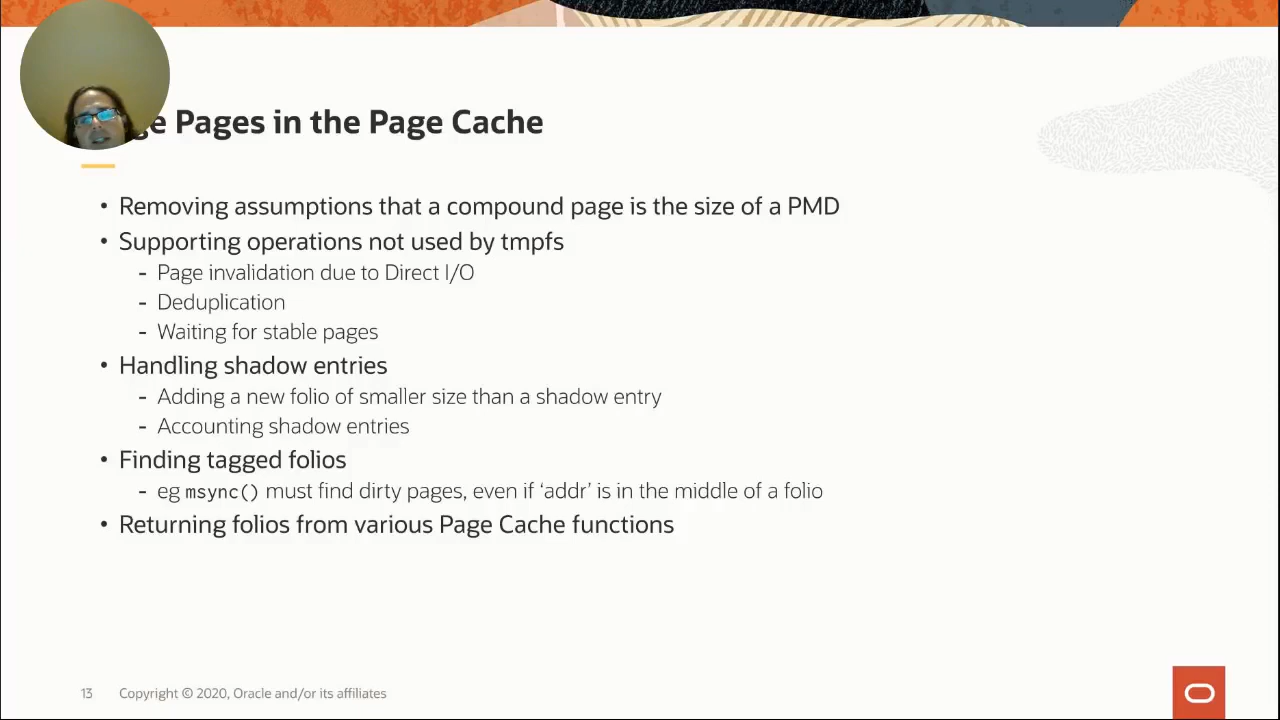 ge Pages in the Page Cache
• Removing assumptions that a compound page is the size of a PMD
• Supporting operations not used by tmpfs
- Page invalidation due to Direct I/O
- Deduplication
- Waiting for stable pages
• Handling shadow entries
- Adding a new folio of smaller size than a shadow entry
- Accounting shadow entries
• Finding tagged folios
- eg msync() must find dirty pages, even if ‘addr’ is in the middle of a folio
• Returning folios from various Page Cache functions
13 Copyright © 2020, Oracle and/or its affiliates